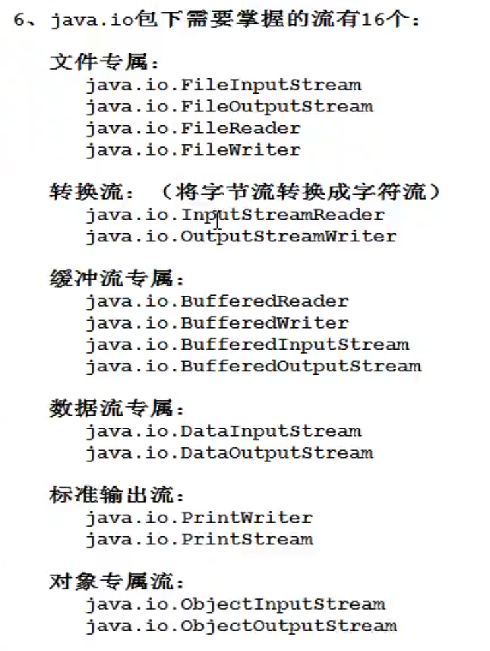 6、java.io包下需要掌握的流有16个：
文件专属：
java.io.FileInputStream
java.io.FileOutputStream
java.io.FileReader
java.io.FileWriter
转换流：（将字节流转换成字符流）
java.io.InputStreamReader
java.io.OutputStreamWriter
缓冲流专属：
java.io.BufferedReader
java.io.BufferedWriter
java.io.BufferedInputStream
java.io.BufferedOutputStream
数据流专属：
java.io.DataInputStream
java.io.DataOutputStream
标准输出流：
java.io.PrintWriter
java.io.PrintStream
对象专属流：
java.io.ObjectInputStream
java.io.ObjectOutputStream